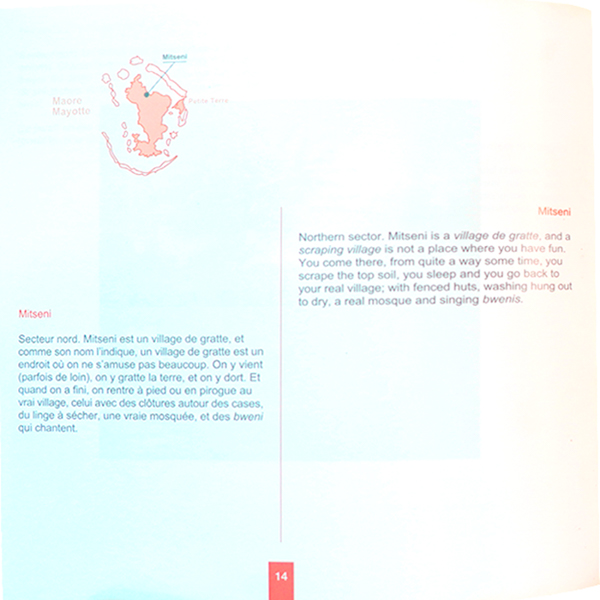 Mitseni
Maore
Mayotte
Petite Terre
Mitseni
Secteur nord. Mitseni est un village de gratte, et
comme son nom l'indique, un village de gratte est un
endroit où on ne s'amuse pas beaucoup. On y vient
(parfois de loin), on y gratte la terre, et on y dort. Et
quand on a fini, on rentre à pied ou en pirogue au
vrai village, celui avec des clôtures autour des cases,
du linge à sécher, une vraie mosquée, et des bweni
qui chantent.
Mitseni
Northern sector. Mitseni is a village de gratte, and a
scraping village is not a place where you have fun.
You come there, from quite a way some time, you
scrape the top soil, you sleep and you go back to
your real village; with fenced huts, washing hung out
to dry, a real mosque and singing bwenis.
14